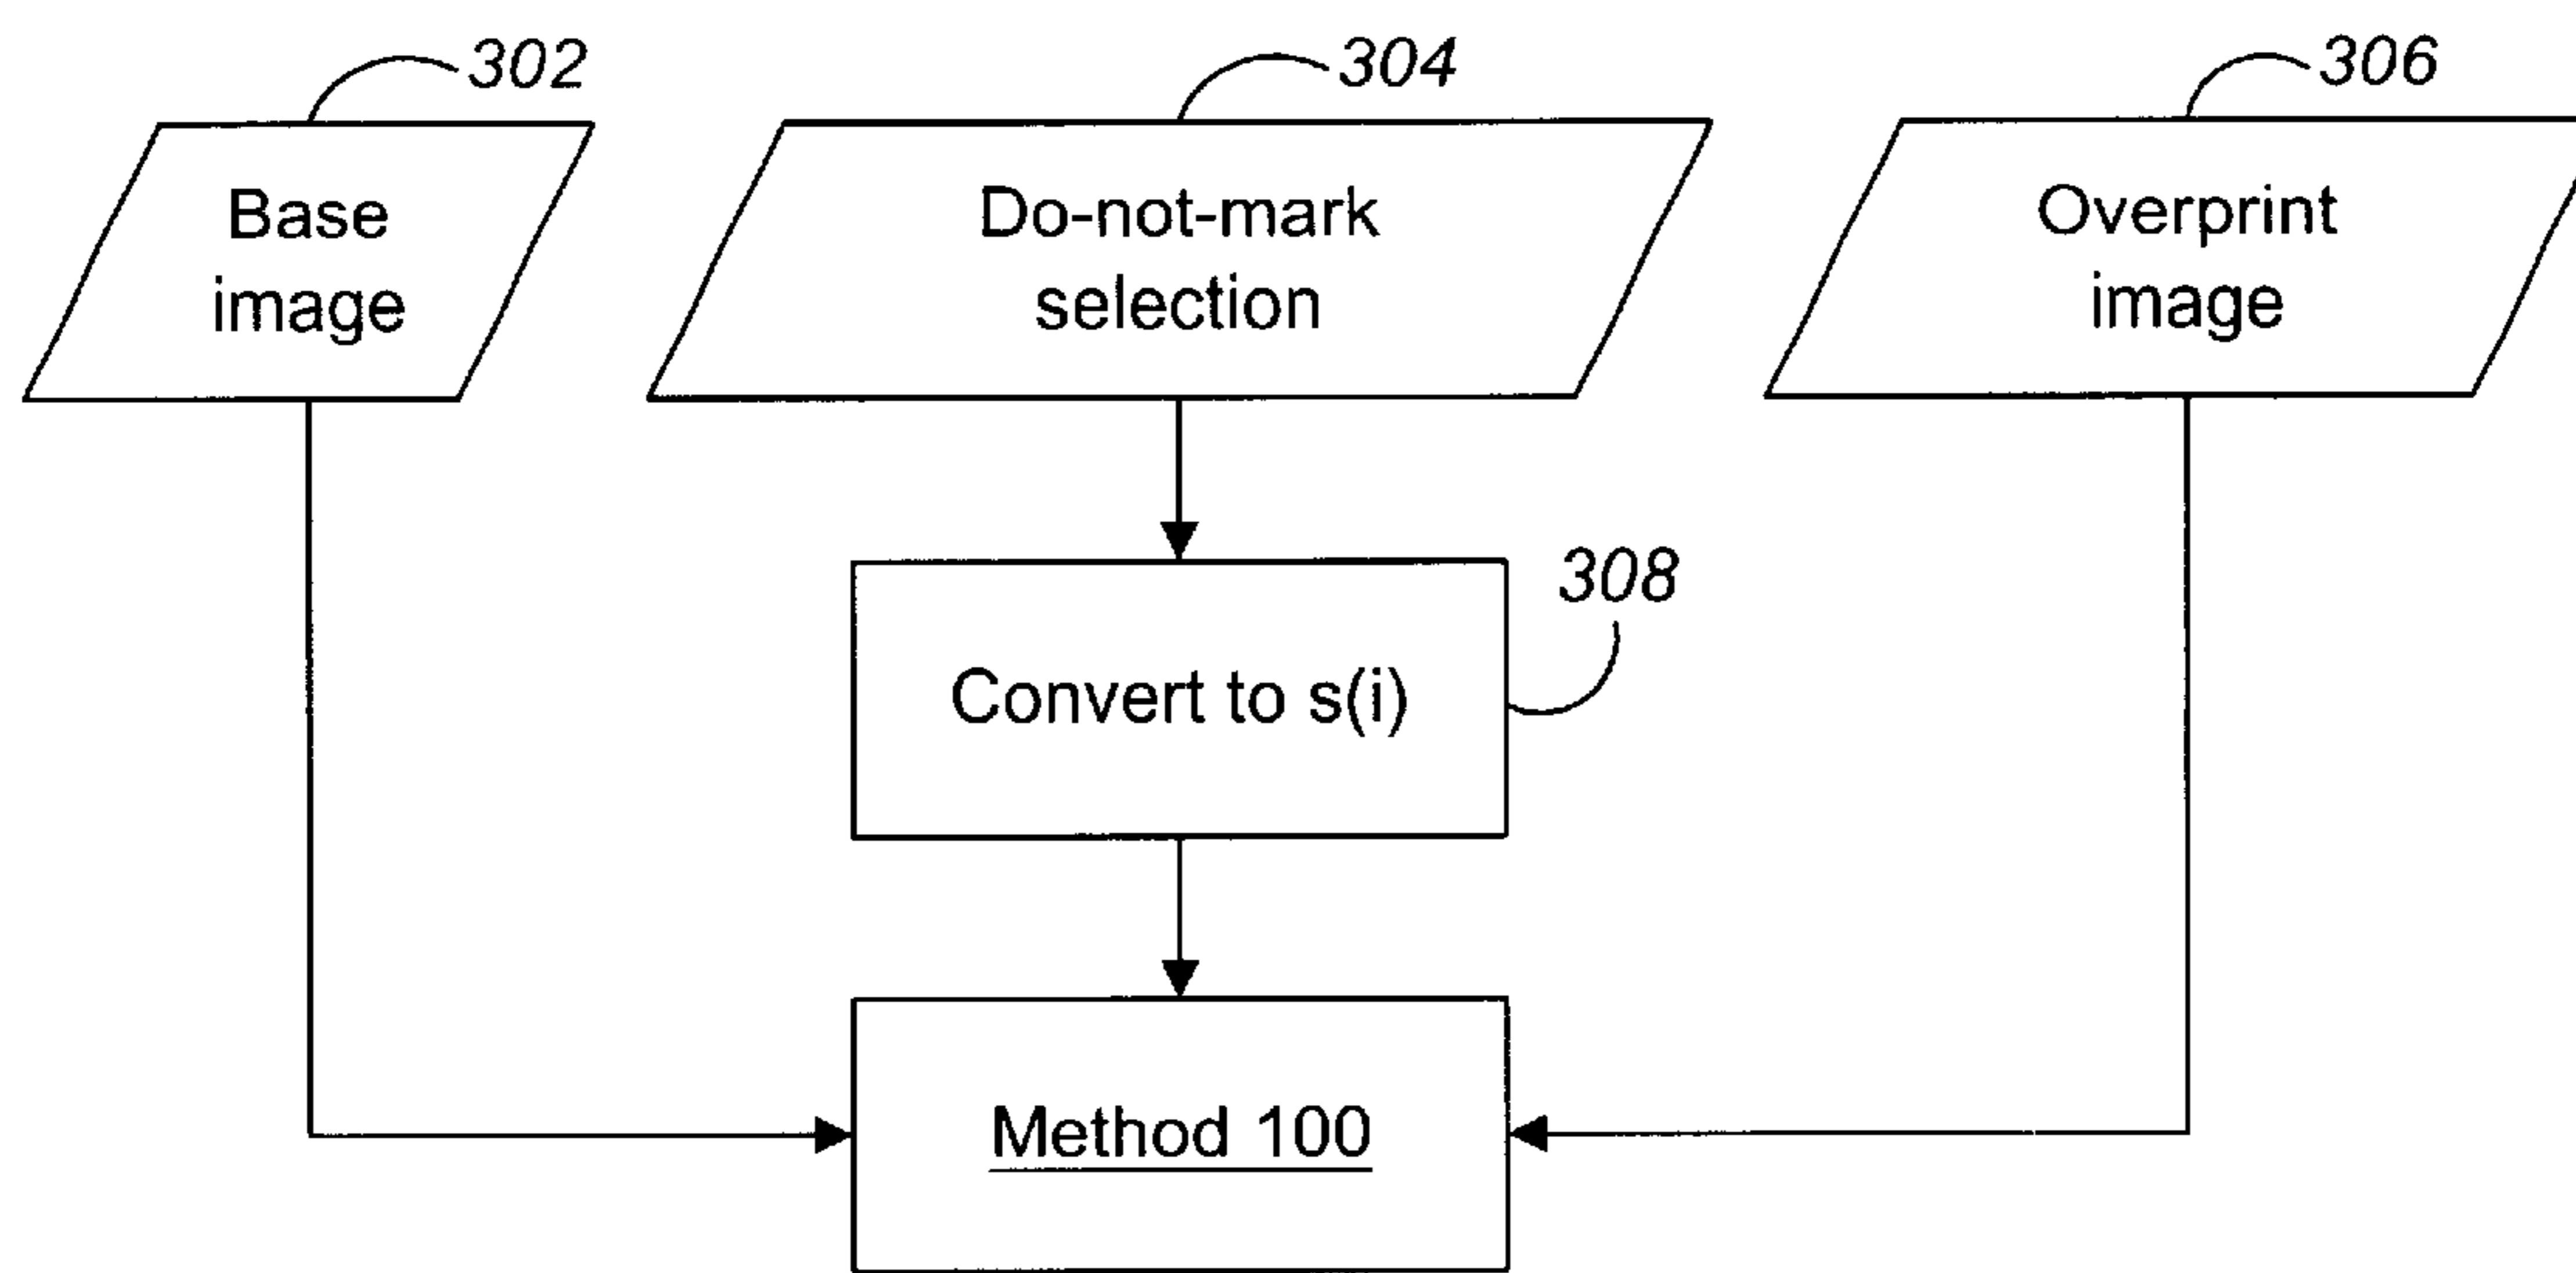 302
304
306
Base
image
Do-not-mark
selection
Overprint
image
308
Convert to s(i)
Method 100